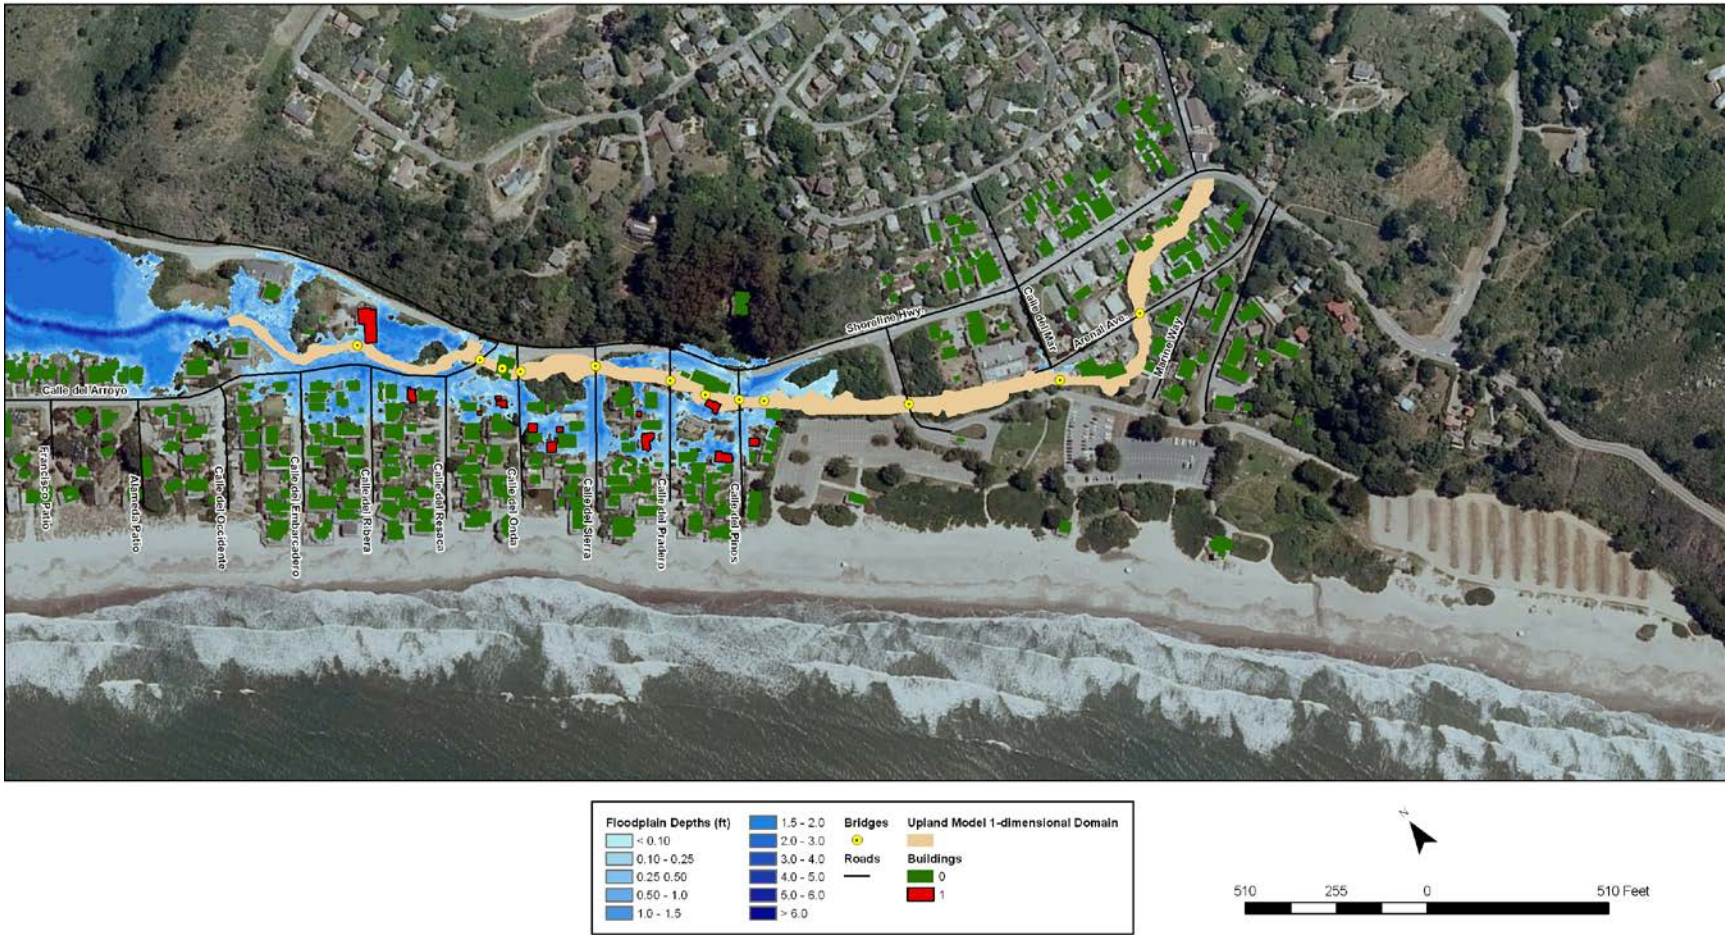 Shoreline Hwy.
Calle del Mar
Arenal Ave.
Marine Way
Calle del Arroyo
Francisco Patio
Alameda Patio
Calle del Occidente
Calle del Embarcadero
Calle del Ribera
Calle del Resaca
Calle del Onda
Calle del Sierra
Calle del Pradero
Calle del Pinos
Floodplain Depths (ft)
< 0.10
0.10 - 0.25
0.25 0.50
0.50 - 1.0
1.0 - 1.5
1.5 - 2.0
2.0 - 3.0
3.0 - 4.0
4.0 - 5.0
5.0 - 6.0
> 6.0
Bridges
Roads
Upland Model 1-dimensional Domain
Buildings
0
1
N
510 255 0 510 Feet